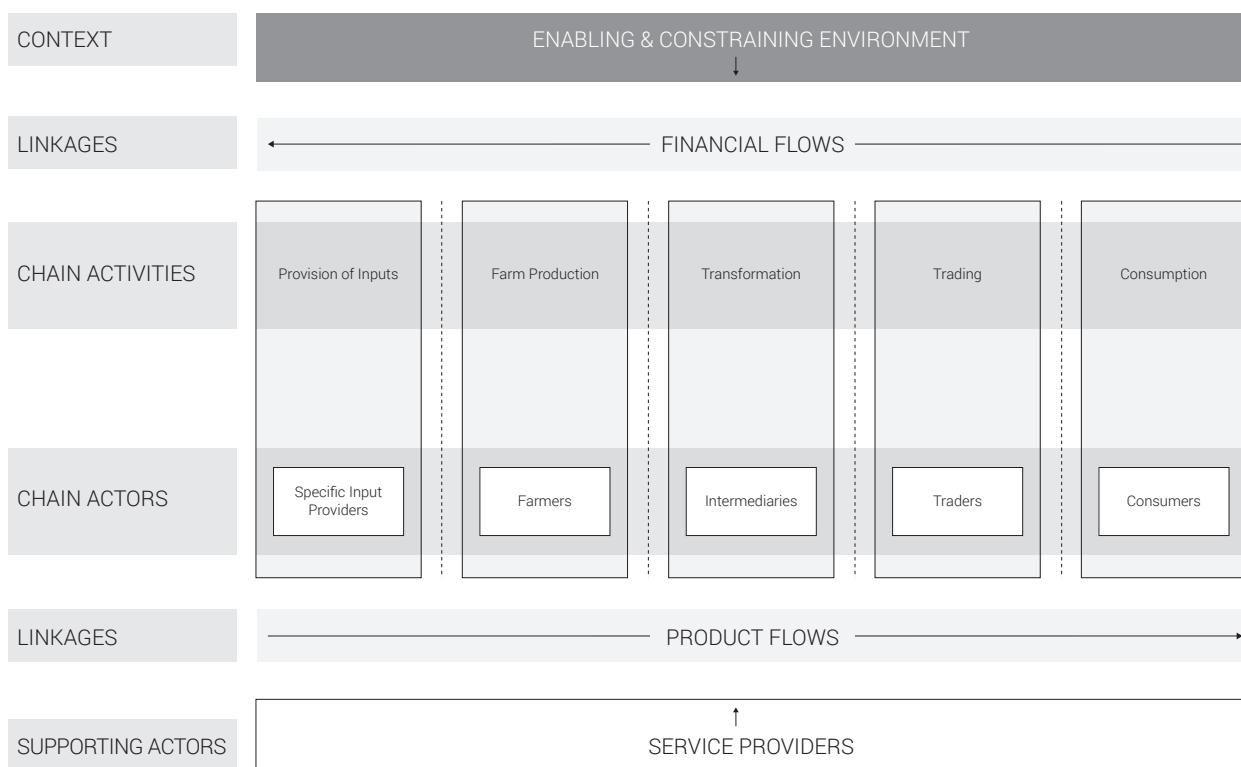 CONTEXT
ENABLING & CONSTRAINING ENVIRONMENT
LINKAGES
FINANCIAL FLOWS
CHAIN ACTIVITIES
Provision of Inputs
Farm Production
Transformation
Trading
Consumption
CHAIN ACTORS
Specific Input
Providers
Farmers
Intermediaries
Traders
Consumers
LINKAGES
PRODUCT FLOWS
SUPPORTING ACTORS
SERVICE PROVIDERS